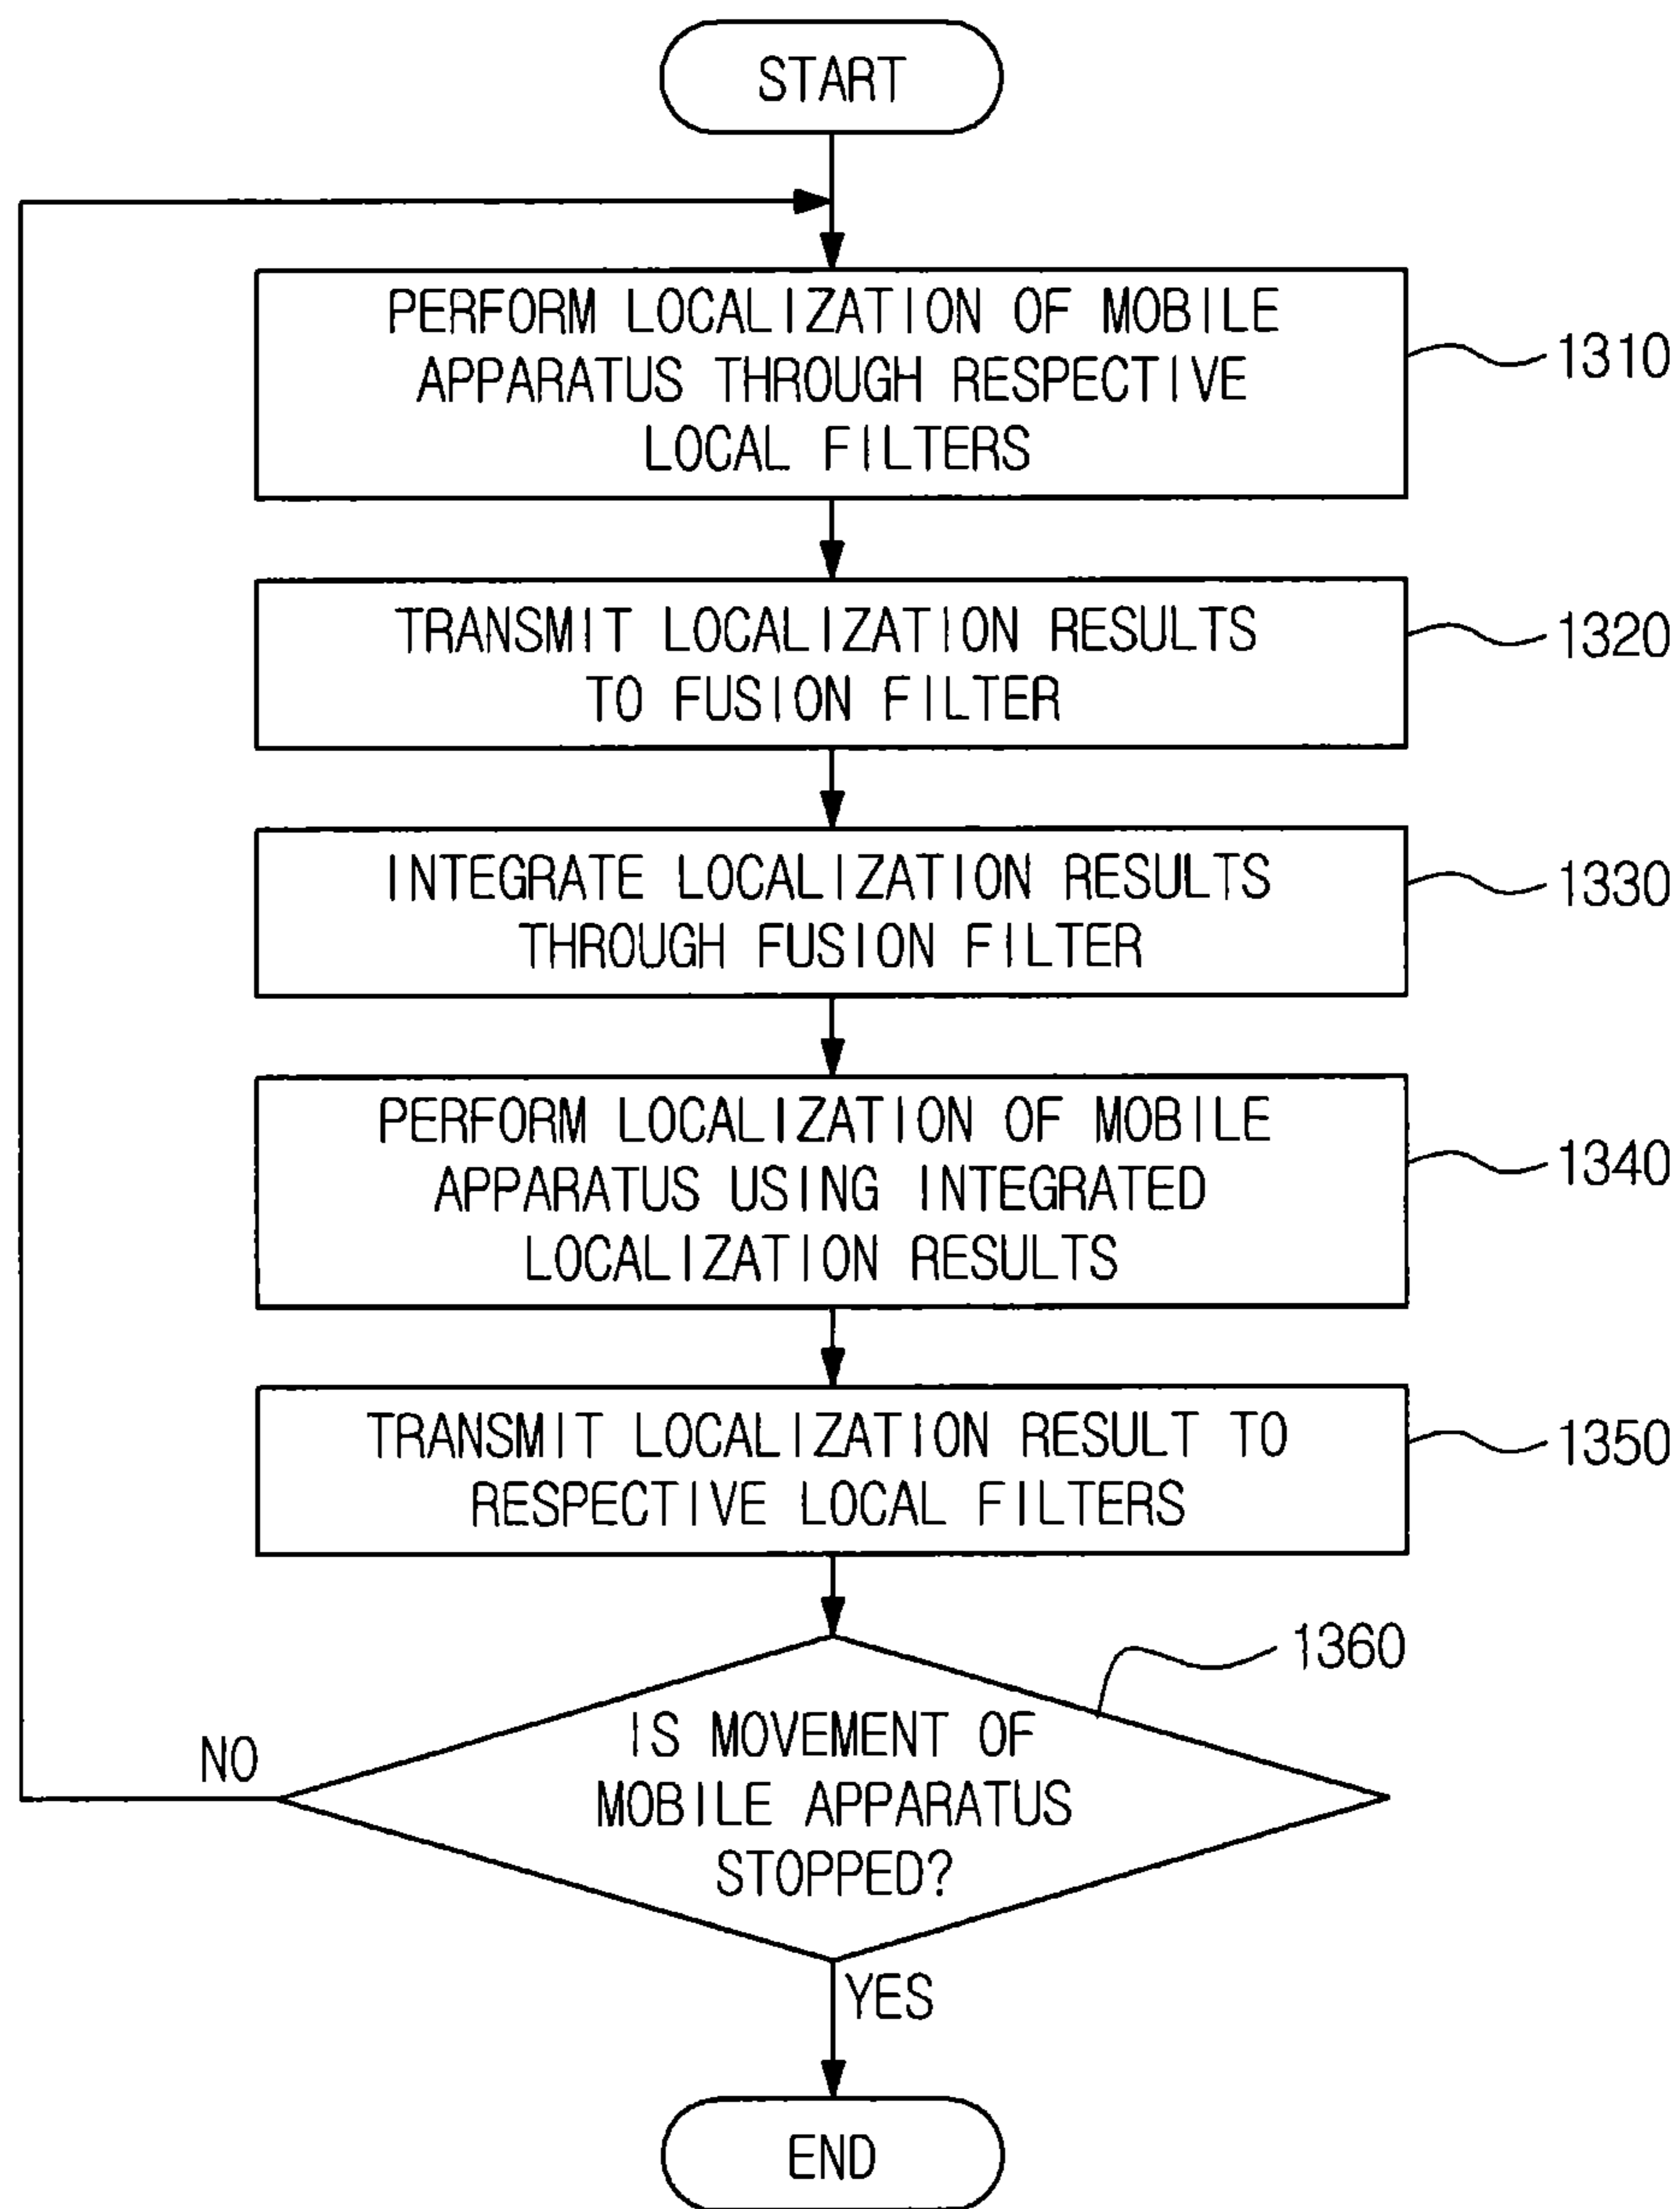 START
PERFORM LOCALIZATION OF MOBILE
APPARATUS THROUGH RESPECTIVE
LOCAL FILTERS
1310
TRANSMIT LOCALIZATION RESULTS
TO FUSION FILTER
1320
INTEGRATE LOCALIZATION RESULTS
THROUGH FUSION FILTER
1330
PERFORM LOCALIZATION OF MOBILE
APPARATUS USING INTEGRATED
LOCALIZATION RESULTS
1340
TRANSMIT LOCALIZATION RESULT TO
RESPECTIVE LOCAL FILTERS
1350
1360
IS MOVEMENT OF
MOBILE APPARATUS
STOPPED?
NO
YES
END